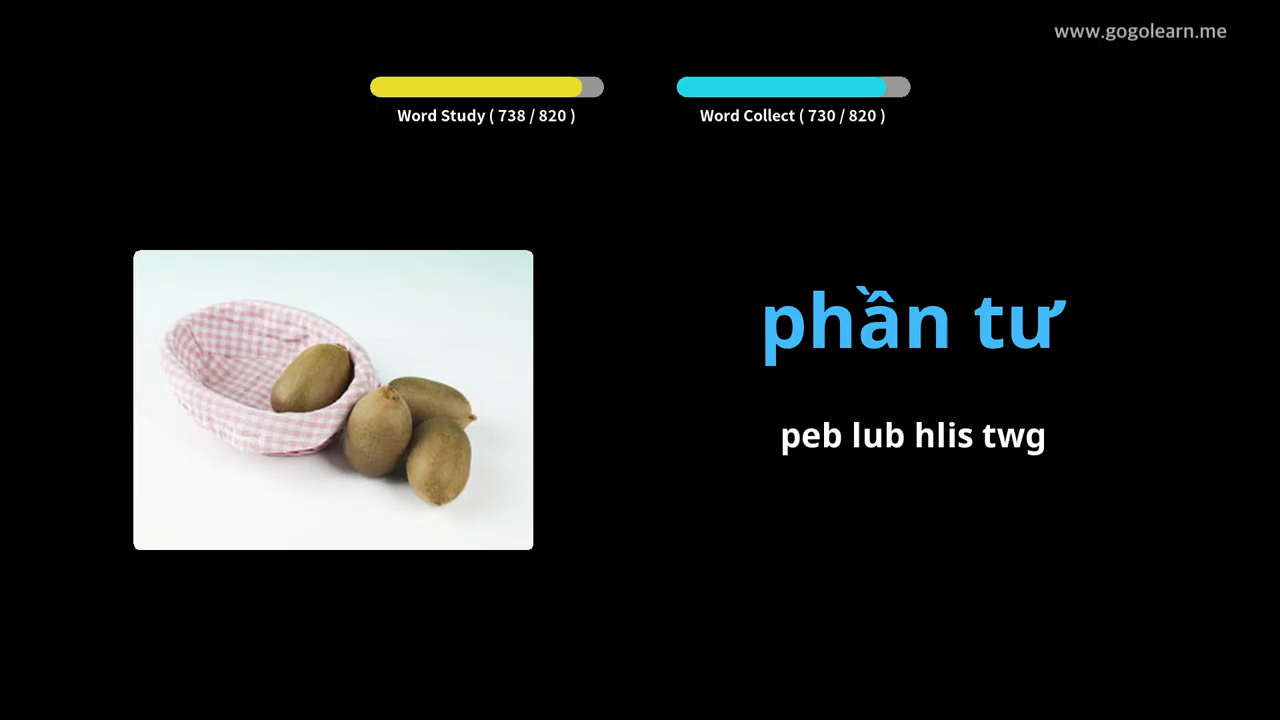 www.gogolearn.me
Word Study ( 738 / 820 )
Word Collect ( 730 / 820 )
phần tư
peb lub hlis twg